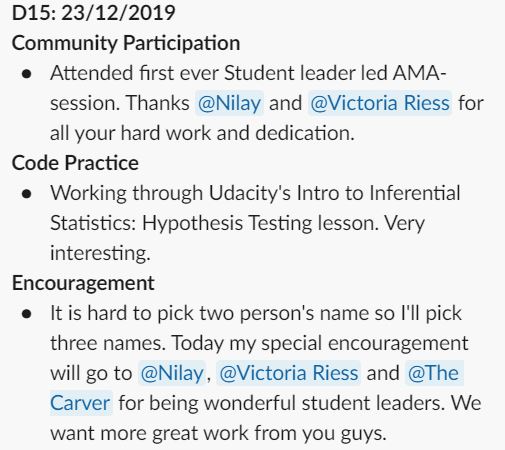 D15: 23/12/2019
Community Participation
● Attended first ever Student leader led AMA-
session. Thanks @Nilay and @Victoria Riess for
all your hard work and dedication.
Code Practice
● Working through Udacity's Intro to Inferential
Statistics: Hypothesis Testing lesson. Very
interesting.
Encouragement
● It is hard to pick two person's name so I'll pick
three names. Today my special encouragement
will go to @Nilay, @Victoria Riess and @The
Carver for being wonderful student leaders. We
want more great work from you guys.